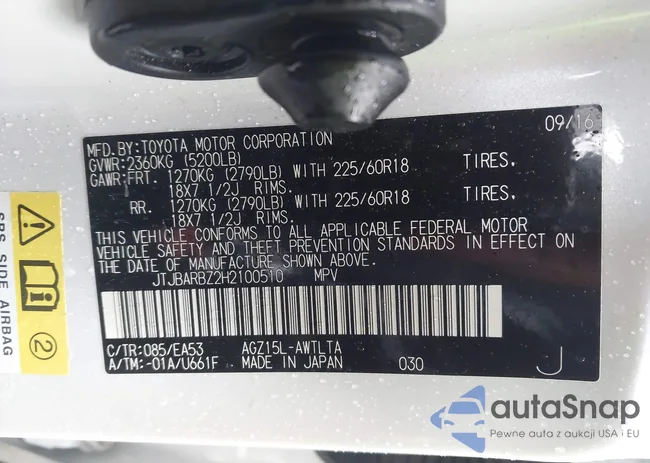 09/16
MFD.BY:TOYOTA MOTOR CORPORATION
GVWR:2360KG (5200LB)
GAWR:FRT. 1270KG (2790LB) WITH 225/60R18 TIRES,
18X7 1/2J RIMS.
RR. 1270KG (2790LB) WITH 225/60R18 TIRES,
18X7 1/2J RIMS.
THIS VEHICLE CONFORMS TO ALL APPLICABLE FEDERAL MOTOR
VEHICLE SAFETY AND THEFT PREVENTION STANDARDS IN EFFECT ON
THE DATE OF MANUFACTURE SHOWN ABOVE.
JTJBARBZ2H2100510 MPV
C/TR:085/EA53 AGZ15L-AWTLTA
A/TM:-01A/U661F MADE IN JAPAN 030 J
SRS SIDE AIRBAG
2
autaSnap
Pewne auta z aukcji USA i EU